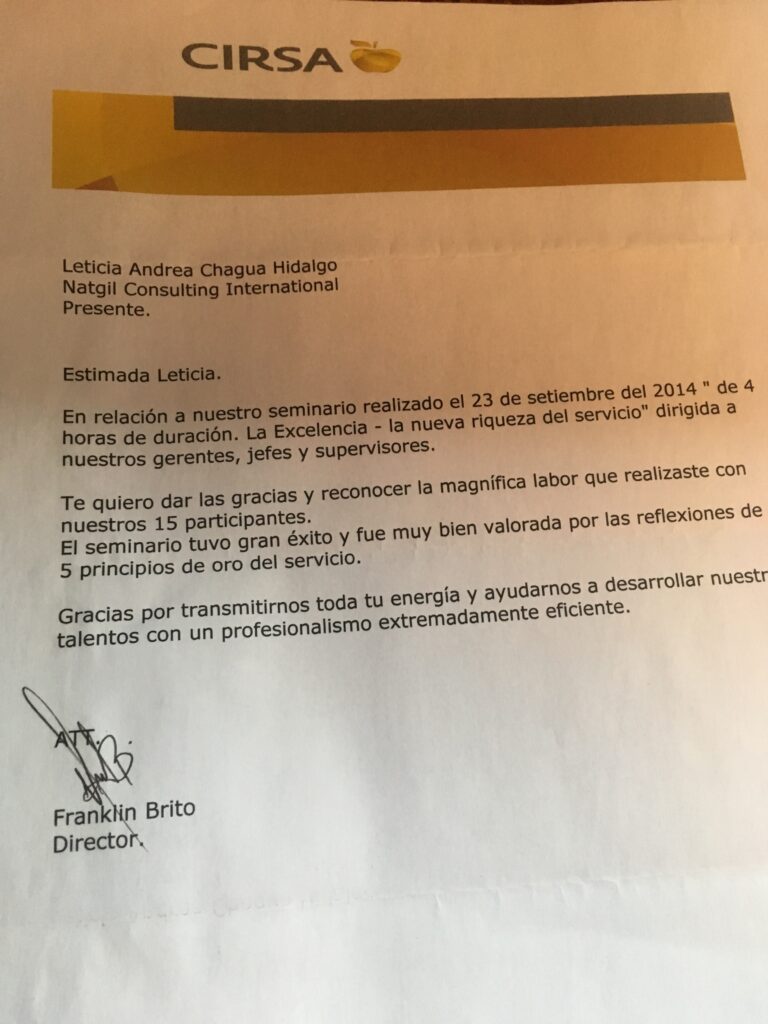 CIRSA
Leticia Andrea Chagua Hidalgo
Natgil Consulting International
Presente.
Estimada Leticia.
En relación a nuestro seminario realizado el 23 de setiembre del 2014 " de 4
horas de duración. La Excelencia - la nueva riqueza del servicio" dirigida a
nuestros gerentes, jefes y supervisores.
Te quiero dar las gracias y reconocer la magnífica labor que realizaste con
nuestros 15 participantes.
El seminario tuvo gran éxito y fue muy bien valorada por las reflexiones de
5 principios de oro del servicio.
Gracias por transmitirnos toda tu energía y ayudarnos a desarrollar nuestr
talentos con un profesionalismo extremadamente eficiente.
ATT.
Franklin Brito
Director.